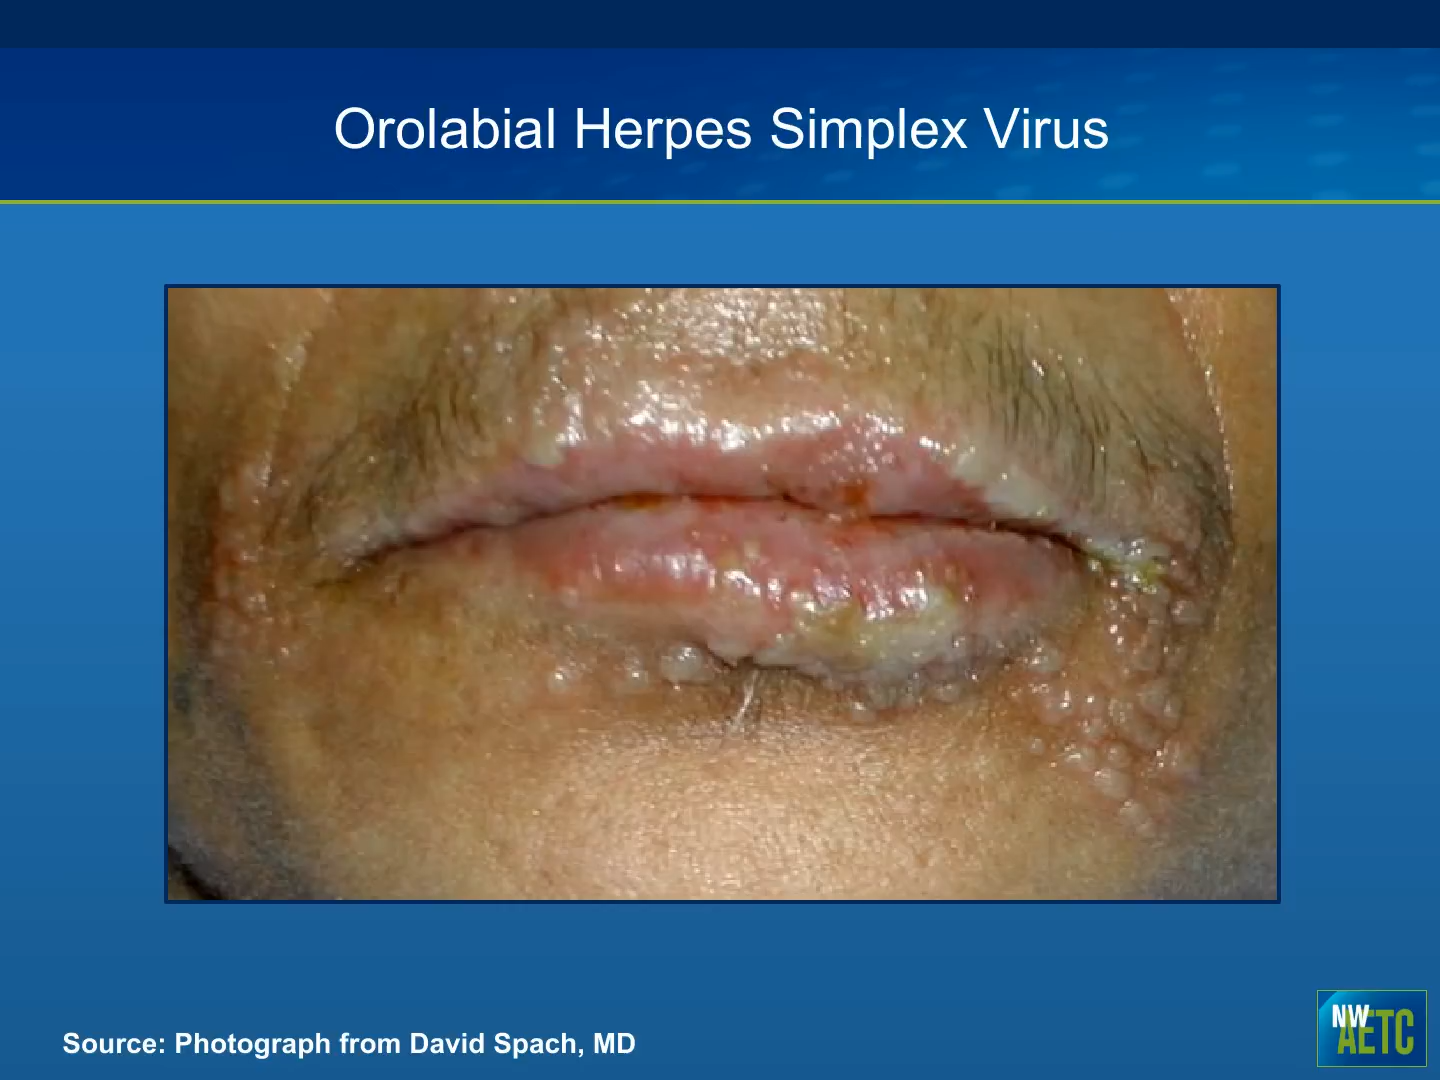 Orolabial Herpes Simplex Virus
Source: Photograph from David Spach, MD
NW
AETC